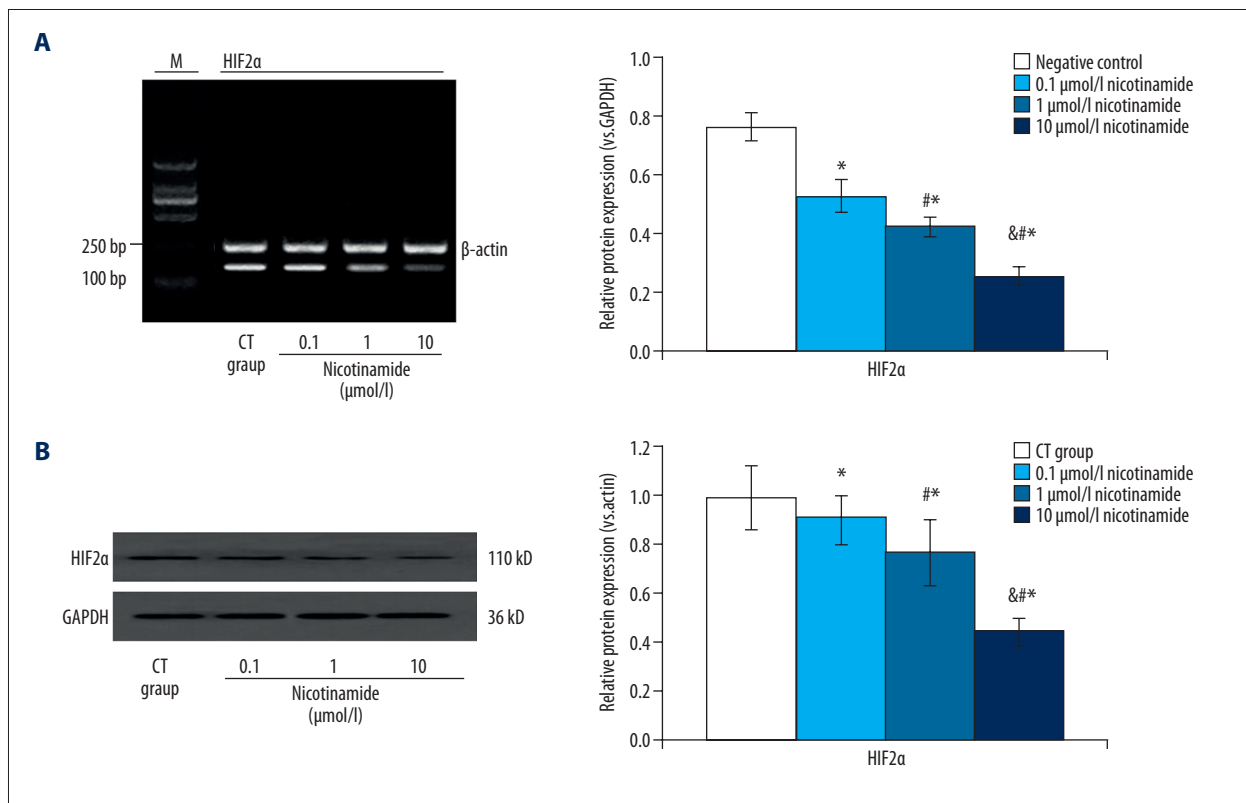 A
M
HIF2α
250 bp
100 bp
β-actin
CT
graup
0.1
1
10
Nicotinamide
(µmol/l)
Relative protein expression (vs.GAPDH)
1.0
0.8
0.6
0.4
0.2
0.0
*
#*
&#*
HIF2α
Negative control
0.1 µmol/l nicotinamide
1 µmol/l nicotinamide
10 µmol/l nicotinamide
B
HIF2α
110 kD
GAPDH
36 kD
CT
graup
0.1
1
10
Nicotinamide
(µmol/l)
Relative protein expression (vs.actin)
1.2
1.0
0.8
0.6
0.4
0.2
0.0
*
#*
&#*
HIF2α
CT group
0.1 µmol/l nicotinamide
1 µmol/l nicotinamide
10 µmol/l nicotinamide